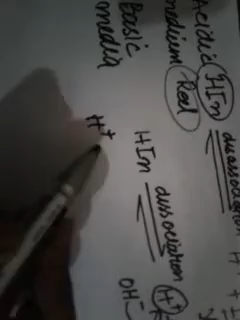 Acidic HIn dissociation H⁺ + I
medium Red
Basic HIn dissociation H⁺
media OH⁻
H⁺